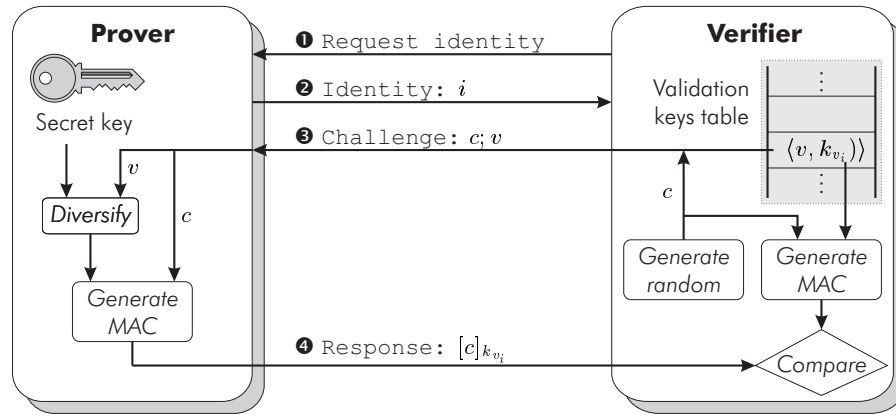 Prover
Verifier
❶ Request identity
❷ Identity: i
Secret key
Validation
keys table
⋮
❸ Challenge: c; v
⟨v, k_{v_i})⟩
⋮
v
c
c
Diversify
Generate
MAC
Generate
random
Generate
MAC
❹ Response: [c]_{k_{v_i}}
Compare